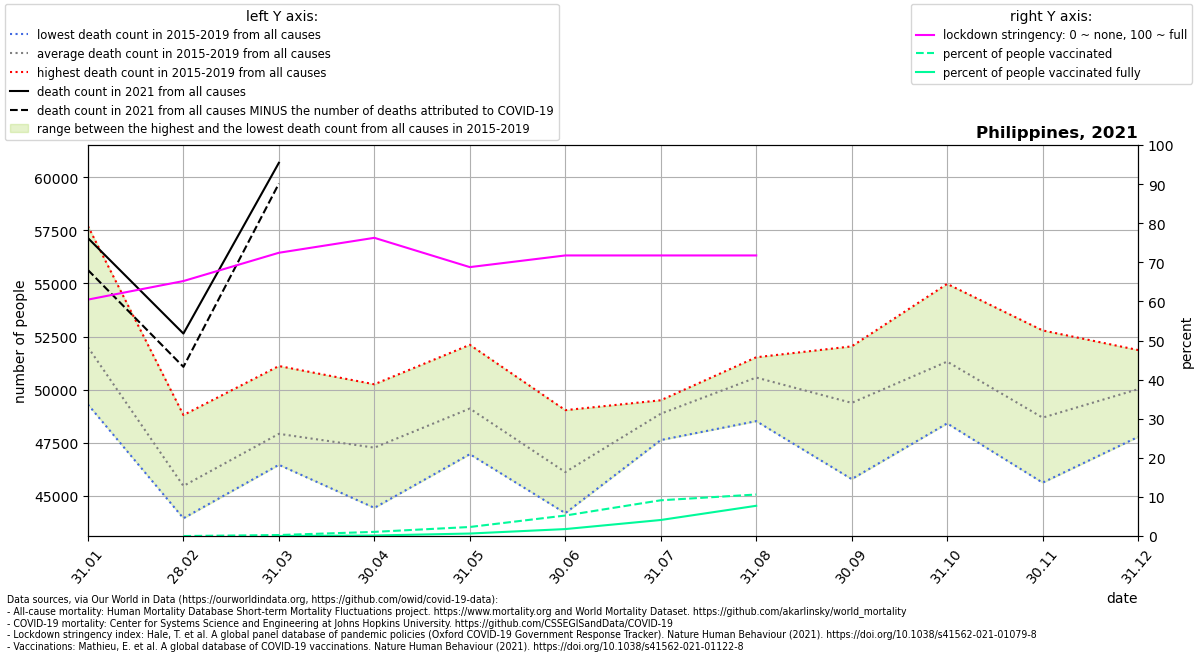 left Y axis:
lowest death count in 2015-2019 from all causes
average death count in 2015-2019 from all causes
highest death count in 2015-2019 from all causes
death count in 2021 from all causes
death count in 2021 from all causes MINUS the number of deaths attributed to COVID-19
range between the highest and the lowest death count from all causes in 2015-2019
right Y axis:
lockdown stringency: 0 ~ none, 100 ~ full
percent of people vaccinated
percent of people vaccinated fully
Philippines, 2021
number of people
60000
57500
55000
52500
50000
47500
45000
100
90
80
70
60
50
40
30
20
10
0
percent
31.01
28.02
31.03
30.04
31.05
30.06
31.07
31.08
30.09
31.10
30.11
31.12
date
Data sources, via Our World in Data (https://ourworldindata.org, https://github.com/owid/covid-19-data):
- All-cause mortality: Human Mortality Database Short-term Mortality Fluctuations project. https://www.mortality.org and World Mortality Dataset. https://github.com/akarlinsky/world_mortality
- COVID-19 mortality: Center for Systems Science and Engineering at Johns Hopkins University. https://github.com/CSSEGISandData/COVID-19
- Lockdown stringency index: Hale, T. et al. A global panel database of pandemic policies (Oxford COVID-19 Government Response Tracker). Nature Human Behaviour (2021). https://doi.org/10.1038/s41562-021-01079-8
- Vaccinations: Mathieu, E. et al. A global database of COVID-19 vaccinations. Nature Human Behaviour (2021). https://doi.org/10.1038/s41562-021-01122-8